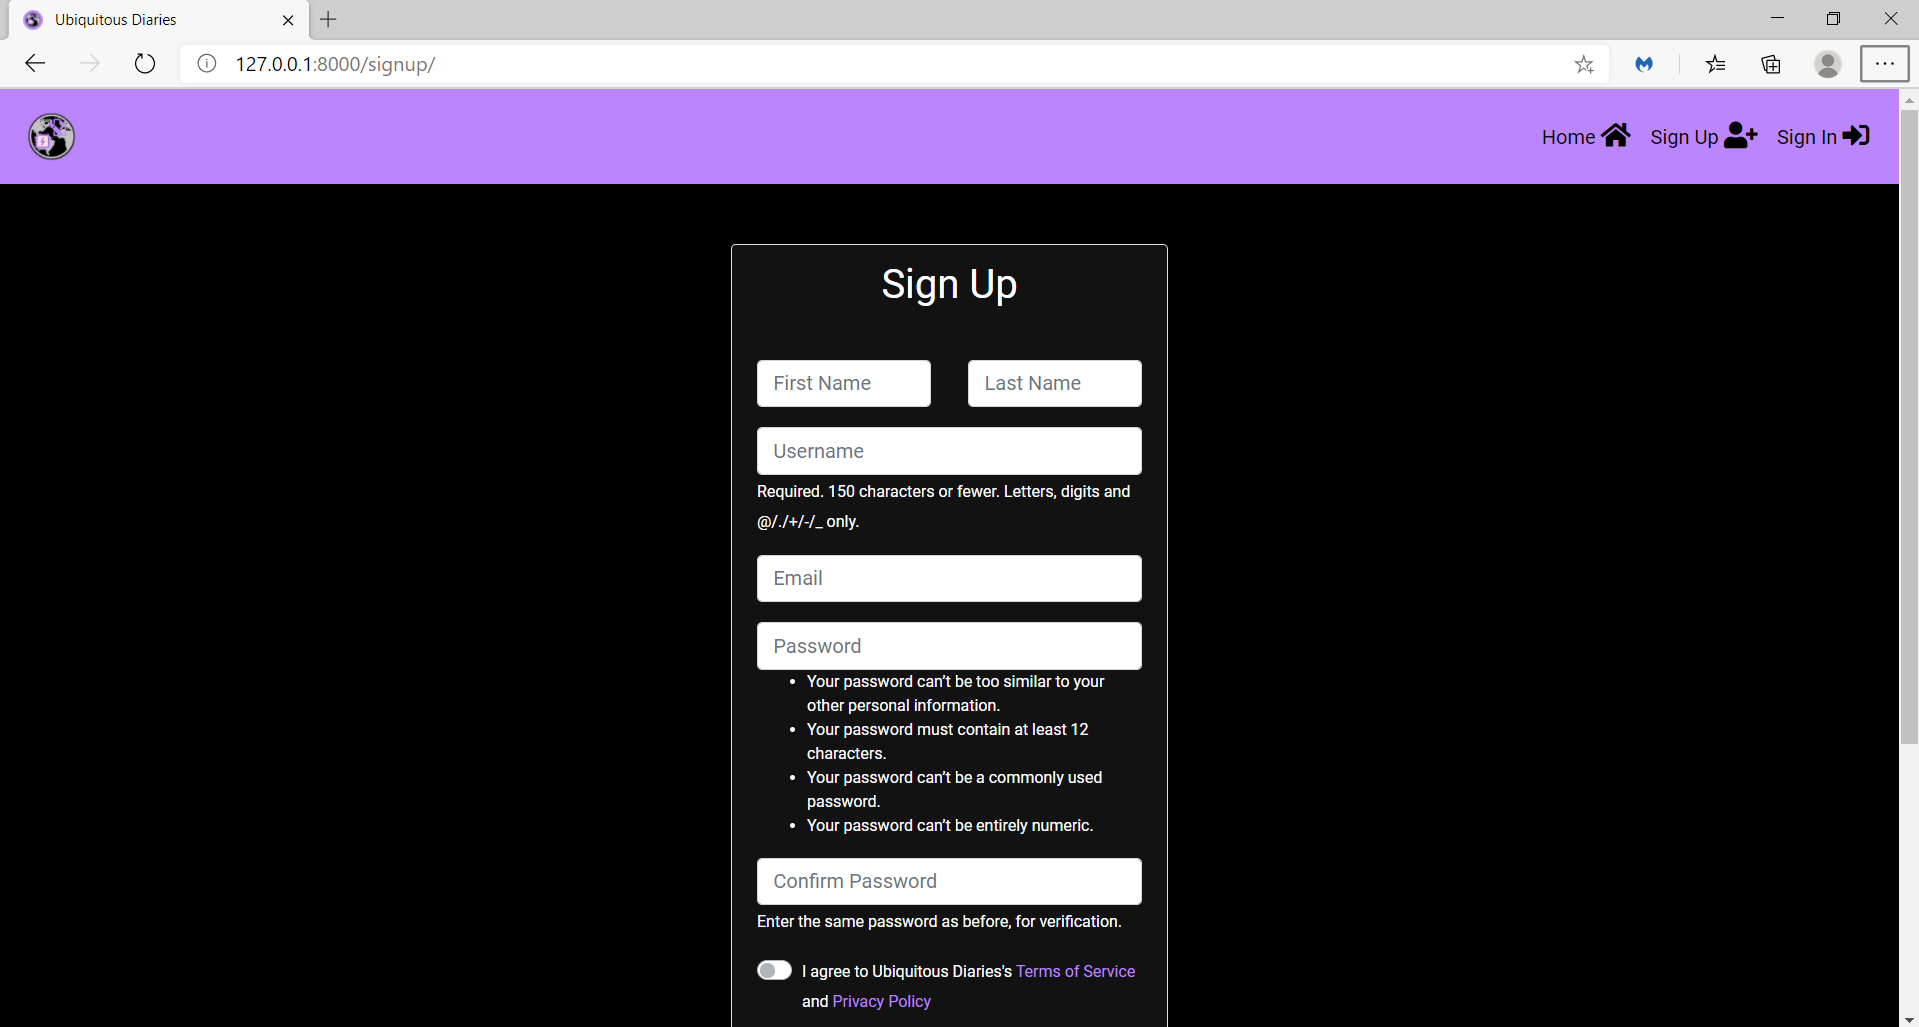 Ubiquitous Diaries
127.0.0.1:8000/signup/
Home Sign Up Sign In
Sign Up
First Name Last Name
Username
Required. 150 characters or fewer. Letters, digits and
@/./+/-/_ only.
Email
Password
• Your password can’t be too similar to your
other personal information.
• Your password must contain at least 12
characters.
• Your password can’t be a commonly used
password.
• Your password can’t be entirely numeric.
Confirm Password
Enter the same password as before, for verification.
I agree to Ubiquitous Diaries's Terms of Service
and Privacy Policy